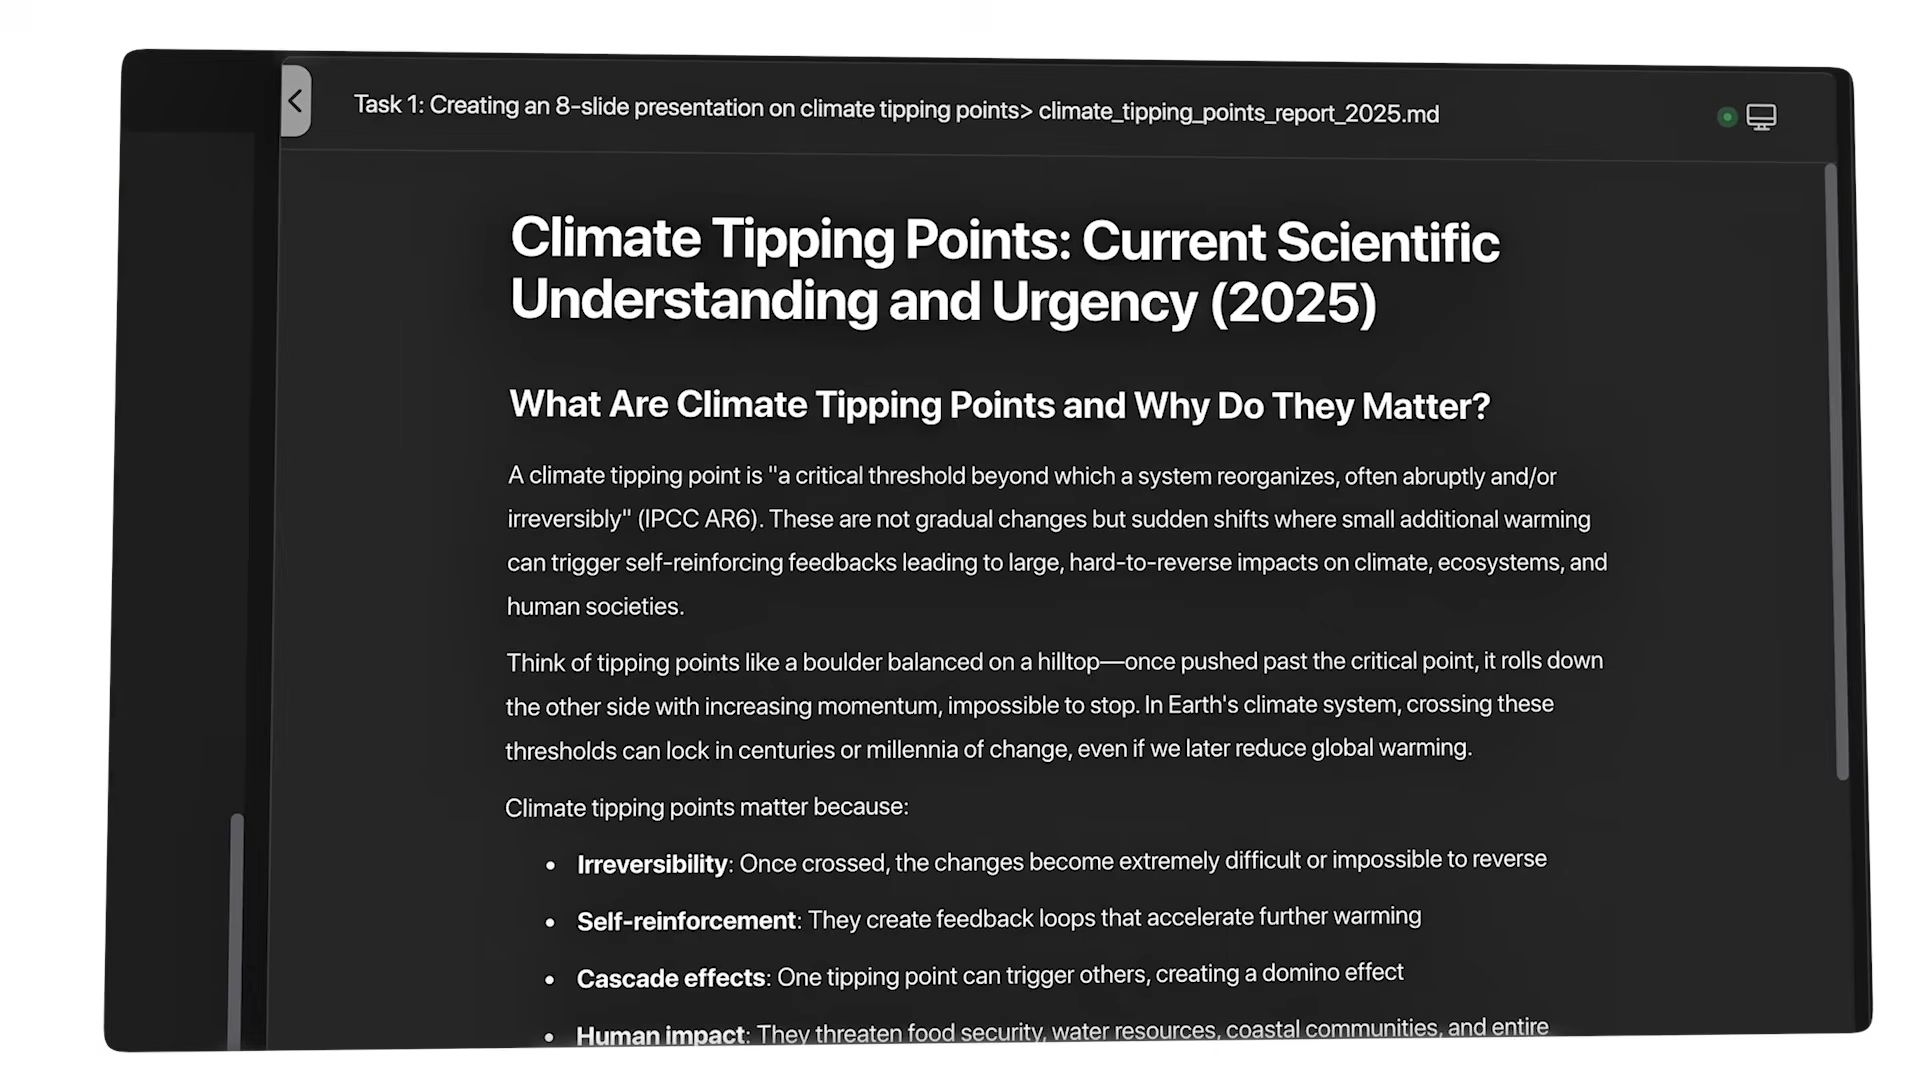 Task 1: Creating an 8-slide presentation on climate tipping points> climate_tipping_points_report_2025.md
Climate Tipping Points: Current Scientific
Understanding and Urgency (2025)
What Are Climate Tipping Points and Why Do They Matter?
A climate tipping point is "a critical threshold beyond which a system reorganizes, often abruptly and/or
irreversibly" (IPCC AR6). These are not gradual changes but sudden shifts where small additional warming
can trigger self-reinforcing feedbacks leading to large, hard-to-reverse impacts on climate, ecosystems, and
human societies.
Think of tipping points like a boulder balanced on a hilltop—once pushed past the critical point, it rolls down
the other side with increasing momentum, impossible to stop. In Earth's climate system, crossing these
thresholds can lock in centuries or millennia of change, even if we later reduce global warming.
Climate tipping points matter because:
• Irreversibility: Once crossed, the changes become extremely difficult or impossible to reverse
• Self-reinforcement: They create feedback loops that accelerate further warming
• Cascade effects: One tipping point can trigger others, creating a domino effect
• Human impact: They threaten food security, water resources, coastal communities, and entire